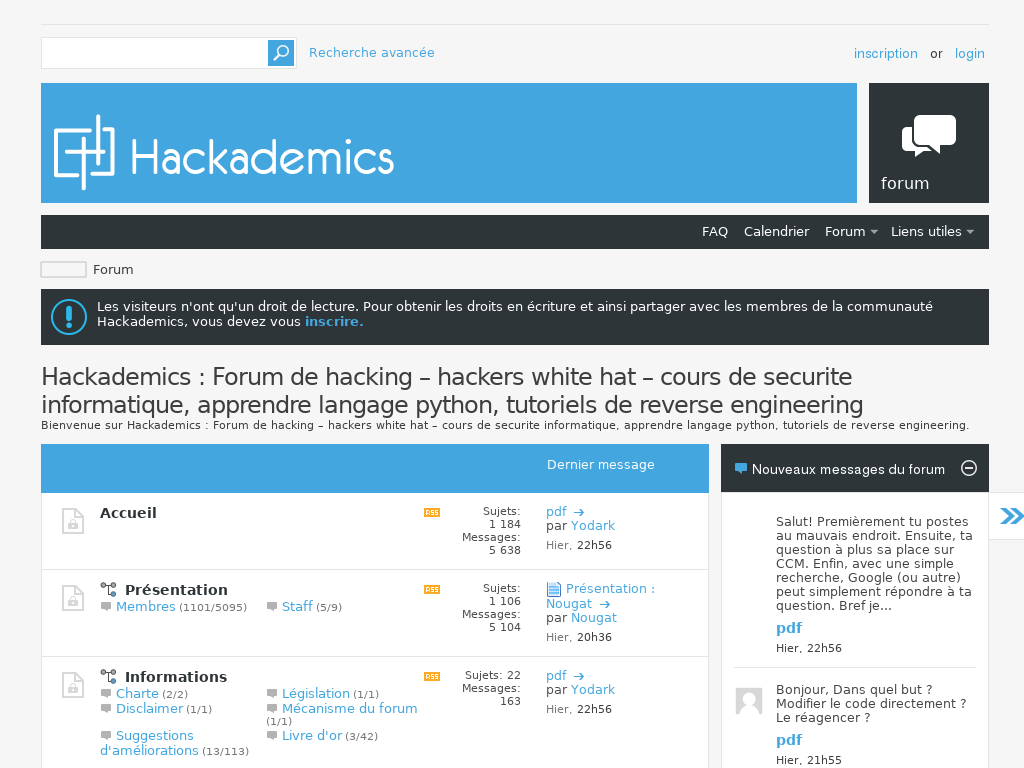 Recherche avancée
inscription or login
Hackademics
forum
FAQ Calendrier Forum Liens utiles
Forum
Les visiteurs n'ont qu'un droit de lecture. Pour obtenir les droits en écriture et ainsi partager avec les membres de la communauté
Hackademics, vous devez vous inscrire.
Hackademics : Forum de hacking – hackers white hat – cours de securite
informatique, apprendre langage python, tutoriels de reverse engineering
Bienvenue sur Hackademics : Forum de hacking – hackers white hat – cours de securite informatique, apprendre langage python, tutoriels de reverse engineering.
Dernier message
Accueil
RSS
Sujets:
1 184
Messages:
5 638
pdf
par Yodark
Hier, 22h56
Présentation
Membres (1101/5095) Staff (5/9)
RSS
Sujets:
1 106
Messages:
5 104
Présentation :
Nougat
par Nougat
Hier, 20h36
Informations
Charte (2/2) Législation (1/1)
Disclaimer (1/1) Mécanisme du forum
(1/1)
Suggestions Livre d'or (3/42)
d'améliorations (13/113)
RSS
Sujets: 22
Messages:
163
pdf
par Yodark
Hier, 22h56
Nouveaux messages du forum
Salut! Premièrement tu postes
au mauvais endroit. Ensuite, ta
question à plus sa place sur
CCM. Enfin, avec une simple
recherche, Google (ou autre)
peut simplement répondre à ta
question. Bref je...
pdf
Hier, 22h56
Bonjour, Dans quel but ?
Modifier le code directement ?
Le réagencer ?
pdf
Hier, 21h55